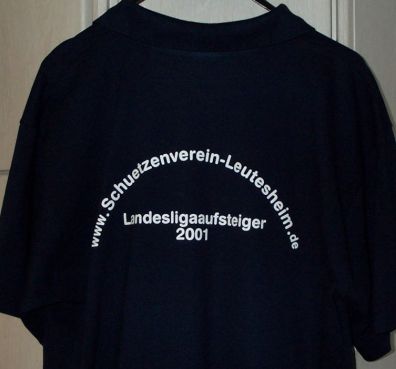 www.Schuetzenverein-Leutesheim.de
Landesligaaufsteiger
2001